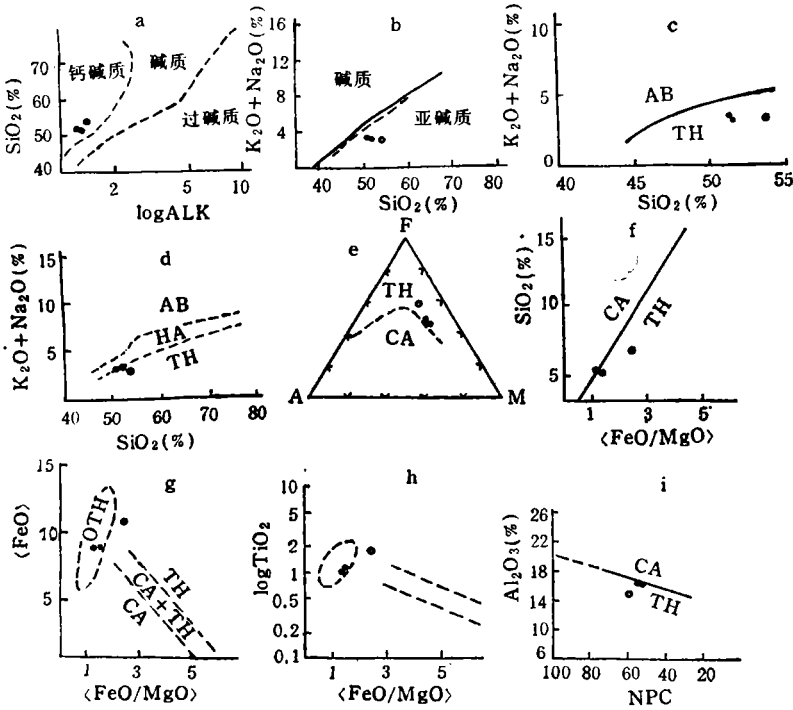 a
SiO₂(%)
70
60
50
40
钙碱质
碱质
过碱质
2
5
10
logALK
b
K₂O+Na₂O(%)
16
12
8
4
碱质
亚碱质
40
50
60
70
80
SiO₂(%)
c
K₂O+Na₂O(%)
10
5
0
AB
TH
40
45
50
55
SiO₂(%)
d
K₂O+Na₂O(%)
15
10
5
AB
HA
TH
40
50
60
70
80
SiO₂(%)
e
F
TH
CA
A
M
f
SiO₂(%)
15
10
5
CA
TH
1
3
5
⟨FeO/MgO⟩
g
⟨FeO⟩
15
10
5
OTH
TH
CA+TH
CA
1
3
5
⟨FeO/MgO⟩
h
logTiO₂
10
5
2
1
0.5
0.2
0.1
1
3
5
⟨FeO/MgO⟩
i
Al₂O₃(%)
26
22
18
14
10
6
CA
TH
100
80
60
40
20
NPC